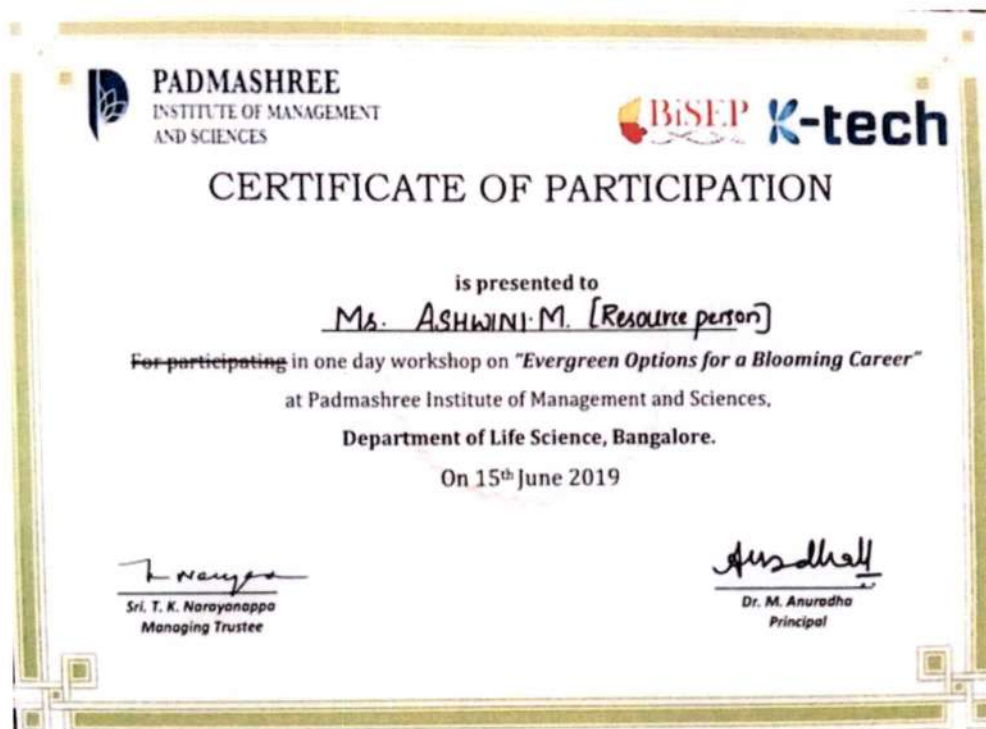 PADMASHREE
INSTITUTE OF MANAGEMENT
AND SCIENCES
BiSEP K-tech
CERTIFICATE OF PARTICIPATION
is presented to
Ms. ASHWINI.M. [Resource person]
For participating in one day workshop on "Evergreen Options for a Blooming Career"
at Padmashree Institute of Management and Sciences,
Department of Life Science, Bangalore.
On 15th June 2019
Sri. T. K. Narayanappa
Managing Trustee
Dr. M. Anuradha
Principal